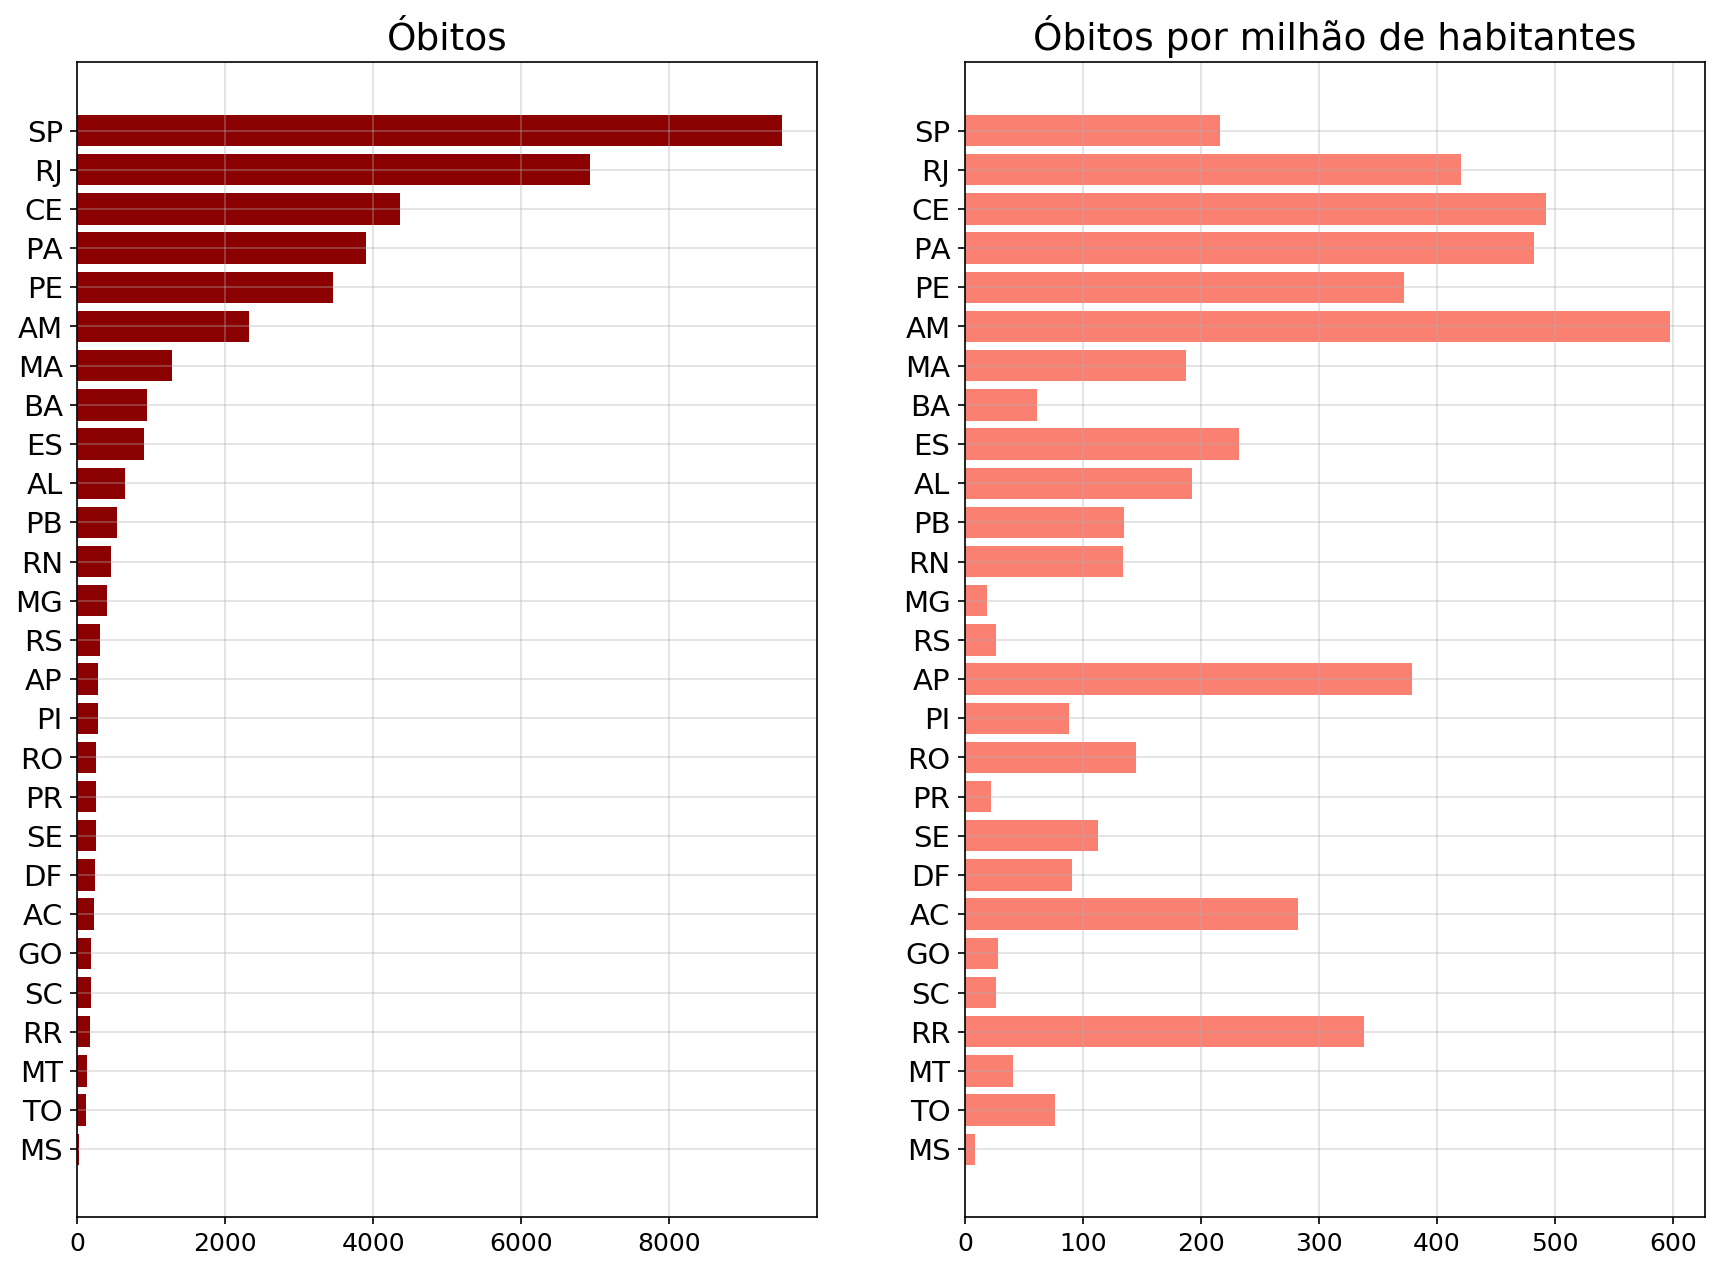 Óbitos
SP
RJ
CE
PA
PE
AM
MA
BA
ES
AL
PB
RN
MG
RS
AP
PI
RO
PR
SE
DF
AC
GO
SC
RR
MT
TO
MS
0 2000 4000 6000 8000
Óbitos por milhão de habitantes
SP
RJ
CE
PA
PE
AM
MA
BA
ES
AL
PB
RN
MG
RS
AP
PI
RO
PR
SE
DF
AC
GO
SC
RR
MT
TO
MS
0 100 200 300 400 500 600